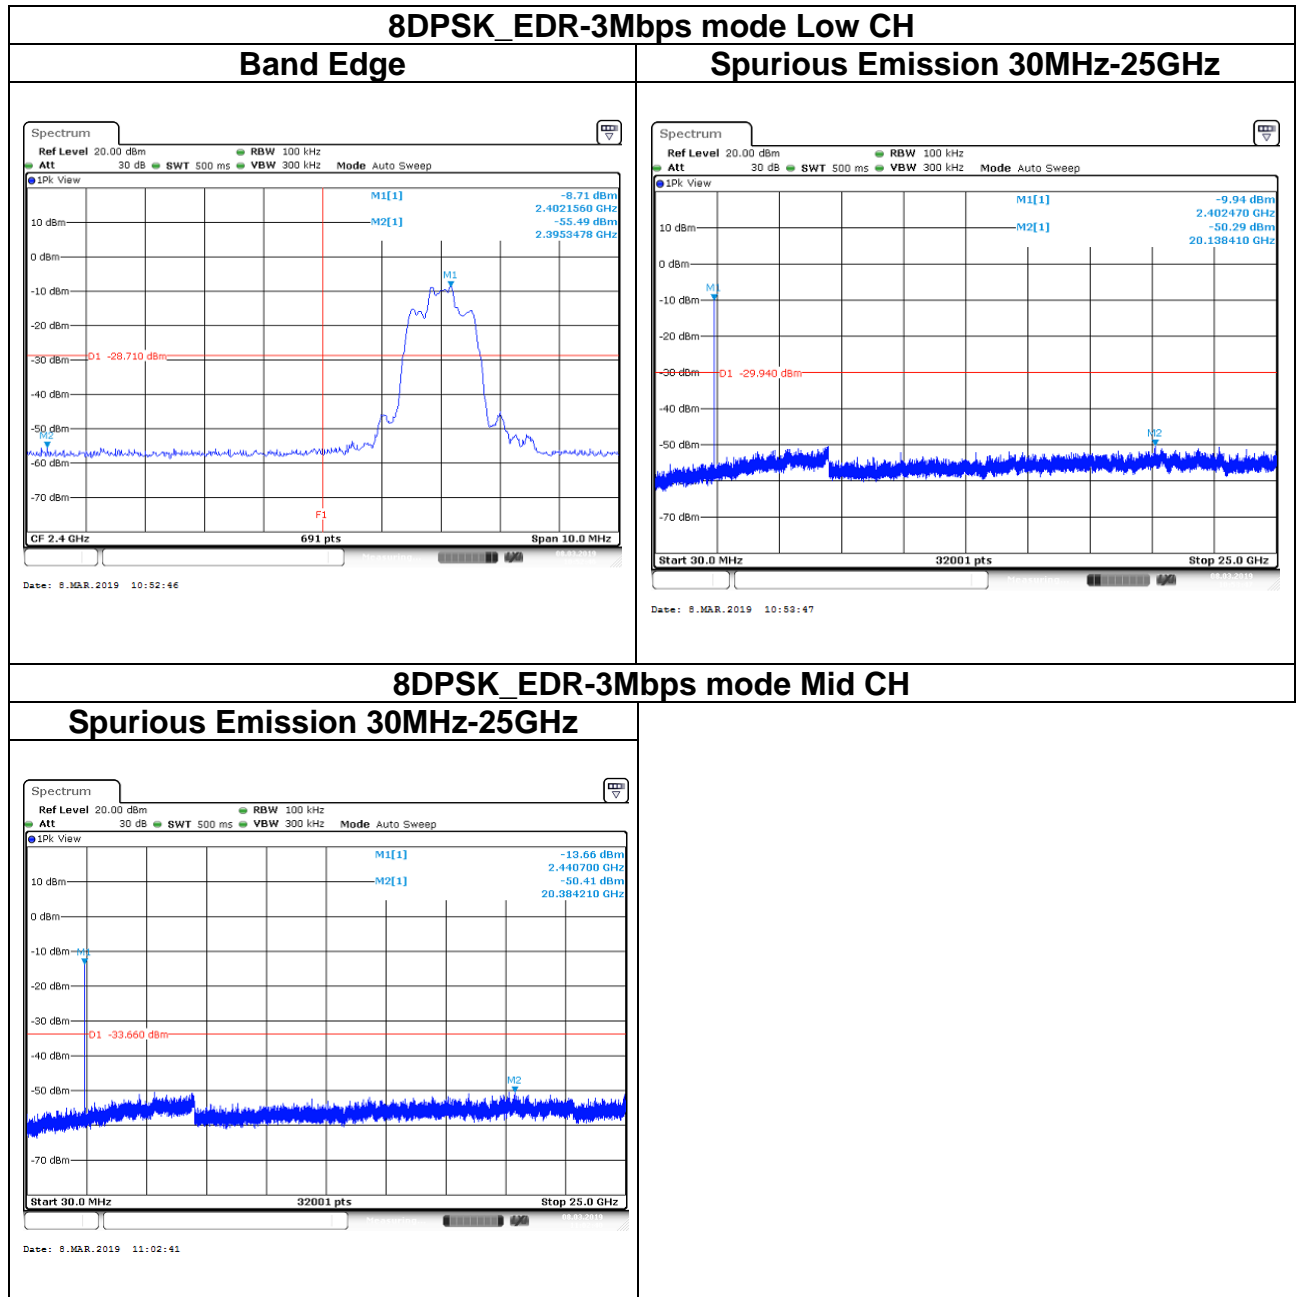 8DPSK_EDR-3Mbps mode Low CH
Band Edge
Spurious Emission 30MHz-25GHz
Spectrum
Ref Level 20.00 dBm RBW 100 kHz
Att 30 dB SWT 500 ms VBW 300 kHz Mode Auto Sweep
1Pk View
M1[1] -8.71 dBm
2.4021560 GHz
M2[1] -55.49 dBm
2.3953478 GHz
10 dBm
0 dBm
M1
-10 dBm
-20 dBm
D1 -28.710 dBm
-30 dBm
-40 dBm
-50 dBm
M2
-60 dBm
-70 dBm
F1
CF 2.4 GHz 691 pts Span 10.0 MHz
Date: 8.MAR.2019 10:52:46
Spectrum
Ref Level 20.00 dBm RBW 100 kHz
Att 30 dB SWT 500 ms VBW 300 kHz Mode Auto Sweep
1Pk View
M1[1] -9.94 dBm
2.402470 GHz
M2[1] -50.29 dBm
20.138410 GHz
10 dBm
0 dBm
M1
-10 dBm
-20 dBm
-30 dBm D1 -29.940 dBm
-40 dBm
M2
-50 dBm
-70 dBm
Start 30.0 MHz 32001 pts Stop 25.0 GHz
Measuring 08.03.2019
Date: 8.MAR.2019 10:53:47
8DPSK_EDR-3Mbps mode Mid CH
Spurious Emission 30MHz-25GHz
Spectrum
Ref Level 20.00 dBm RBW 100 kHz
Att 30 dB SWT 500 ms VBW 300 kHz Mode Auto Sweep
1Pk View
M1[1] -13.66 dBm
2.440700 GHz
M2[1] -50.41 dBm
20.384210 GHz
10 dBm
0 dBm
-10 dBm M1
-20 dBm
-30 dBm
D1 -33.660 dBm
-40 dBm
M2
-50 dBm
-70 dBm
Start 30.0 MHz 32001 pts Stop 25.0 GHz
Date: 8.MAR.2019 11:02:41